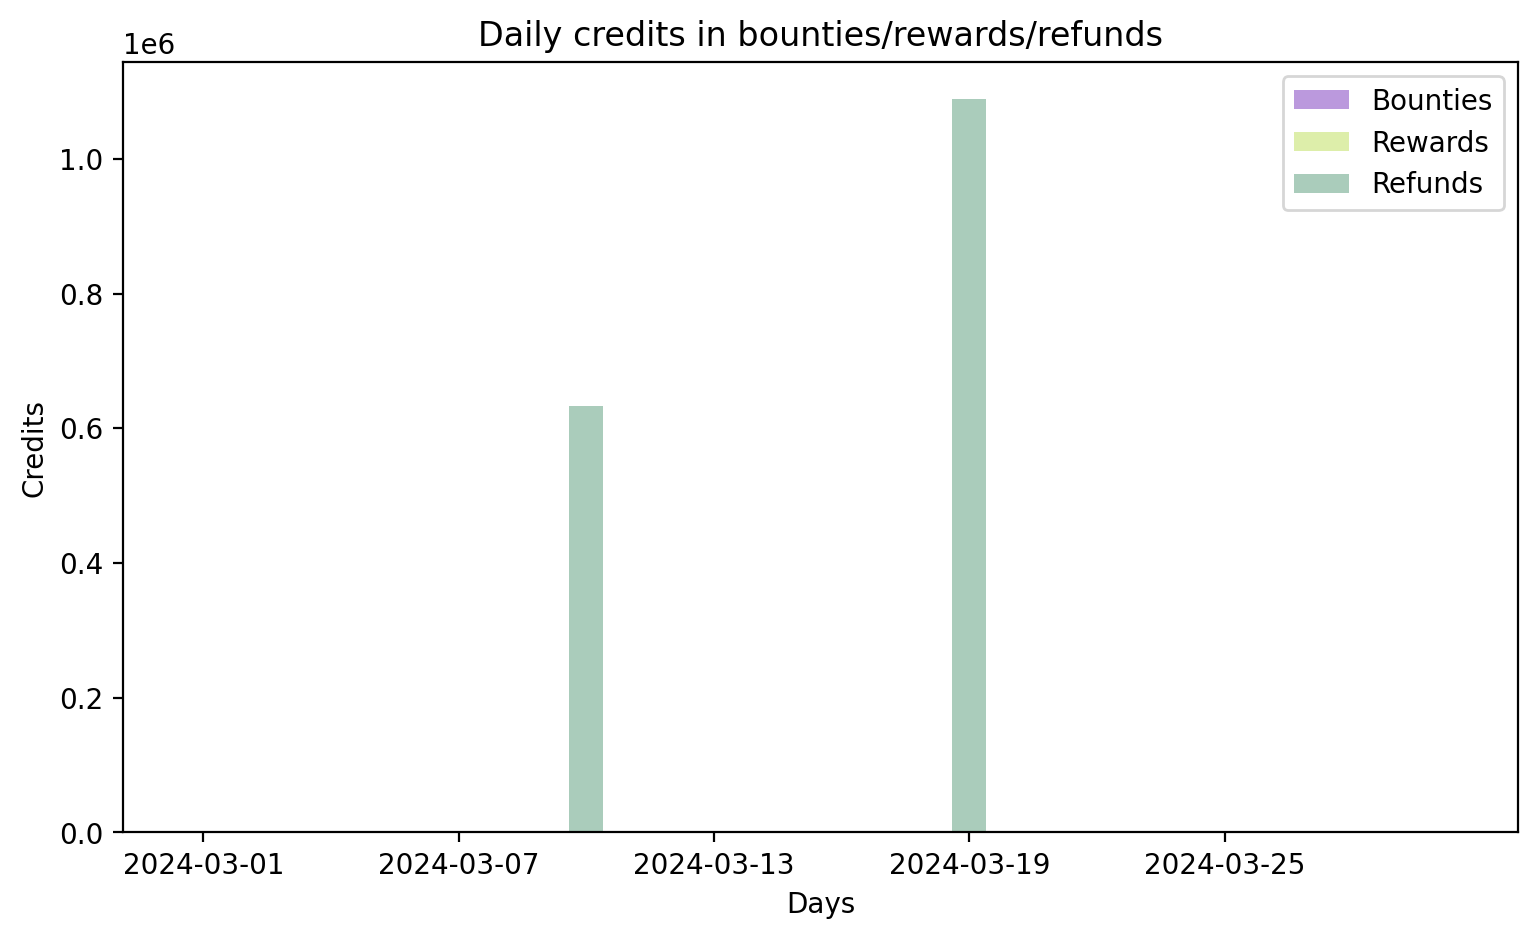 Daily credits in bounties/rewards/refunds
1e6
Bounties
Rewards
Refunds
1.0
0.8
0.6
0.4
0.2
0.0
Credits
2024-03-01 2024-03-07 2024-03-13 2024-03-19 2024-03-25
Days